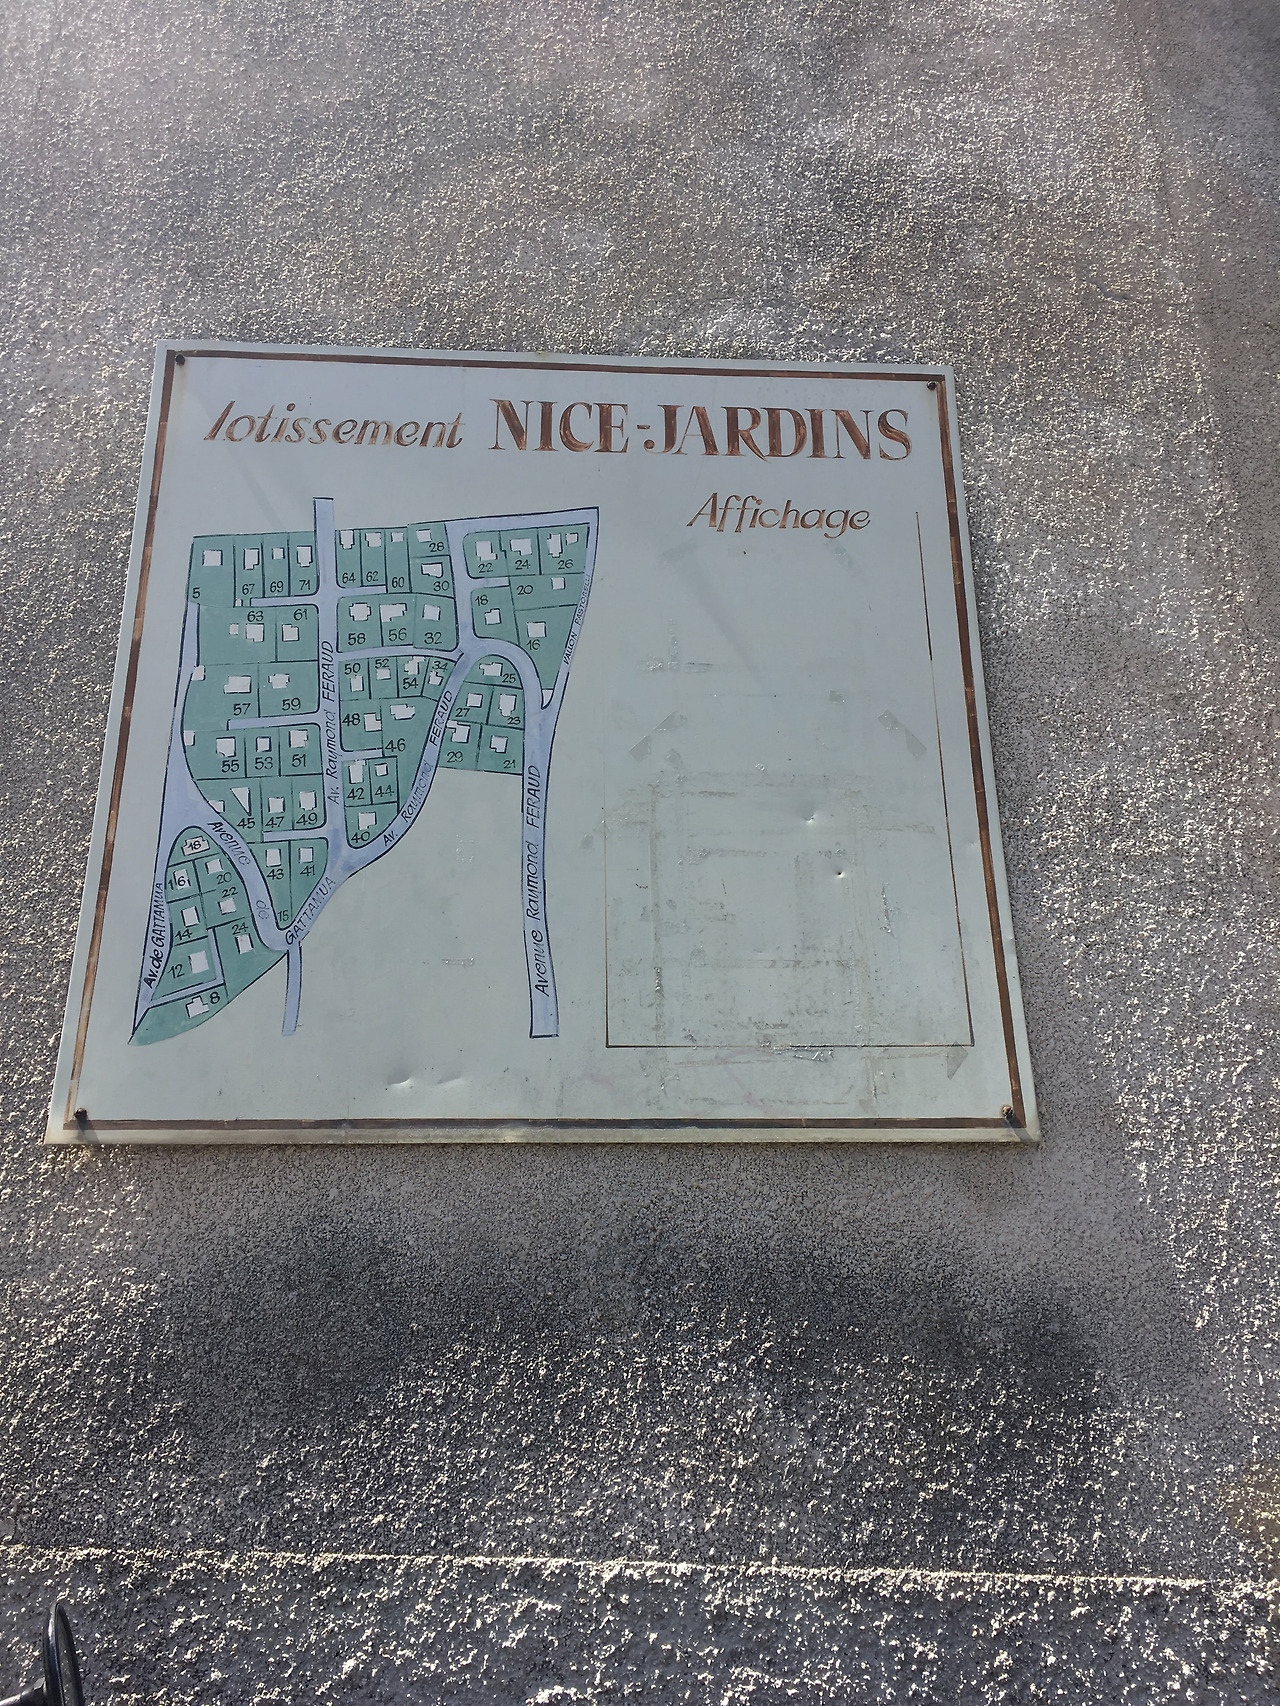 lotissement NICE-JARDINS
Affichage
28
22 24 26
5 67 69 71 64 62 60 30
20
18
63 61 58 56 32
16
VALLON PASTORELLI
50 52 54 34 25
57 59
48 27 23
46
55 53 51 29 21
42 44
45 47 49
40
Av. Raymond FERAUD
Av. Raymond FERAUD
Avenue Raymond FERAUD
Avenue de GATTAMUA
18
16 20 43 41
22
14 24 15
12
8
Av. de GATTAMUA